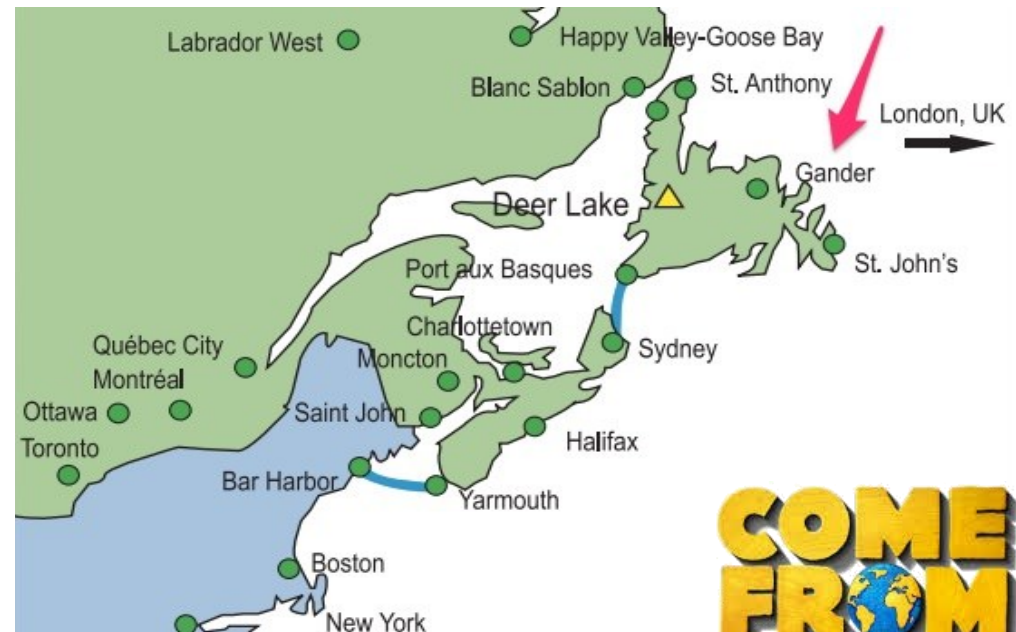 Labrador West
Happy Valley-Goose Bay
Blanc Sablon
St. Anthony
London, UK
Gander
Deer Lake
St. John's
Port aux Basques
Charlottetown
Sydney
Québec City
Moncton
Montréal
Ottawa
Saint John
Toronto
Halifax
Bar Harbor
Yarmouth
Boston
New York
COME
FROM